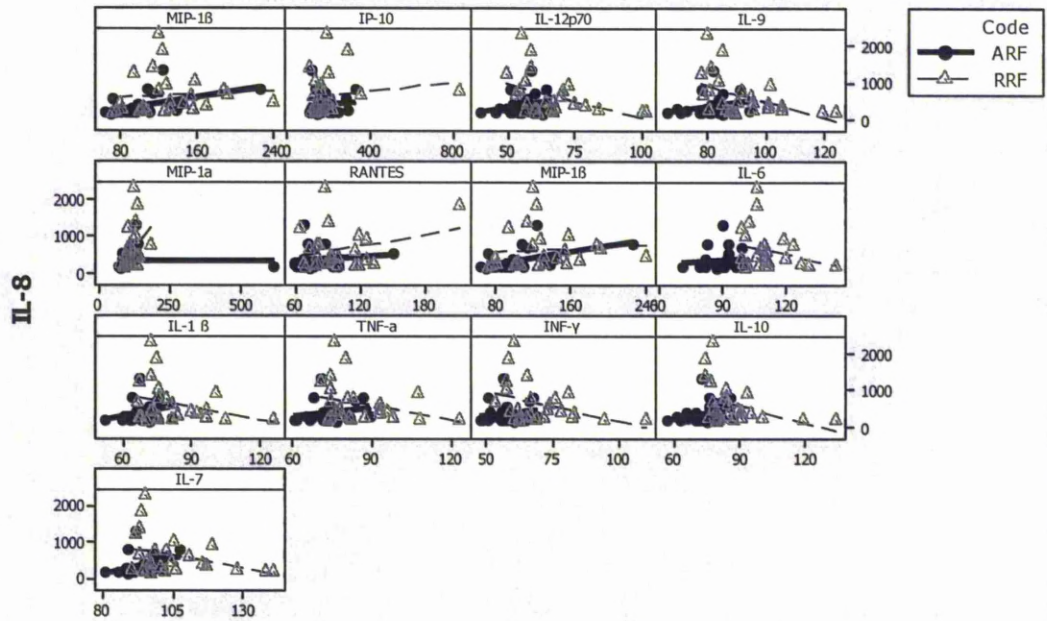 MIP-1ß IP-10 IL-12p70 IL-9
Code
ARF
RRF
2000
1000
0
80 160 240 400 800 50 75 100 80 100 120
MIP-1a RANTES MIP-1ß IL-6
2000
1000
0
0 250 500 60 120 180 80 160 246 90 120
IL-8
IL-1 ß TNF-a INF-γ IL-10
2000
1000
0
60 90 120 60 90 120 50 75 100 60 90 120
IL-7
2000
1000
0
80 105 130